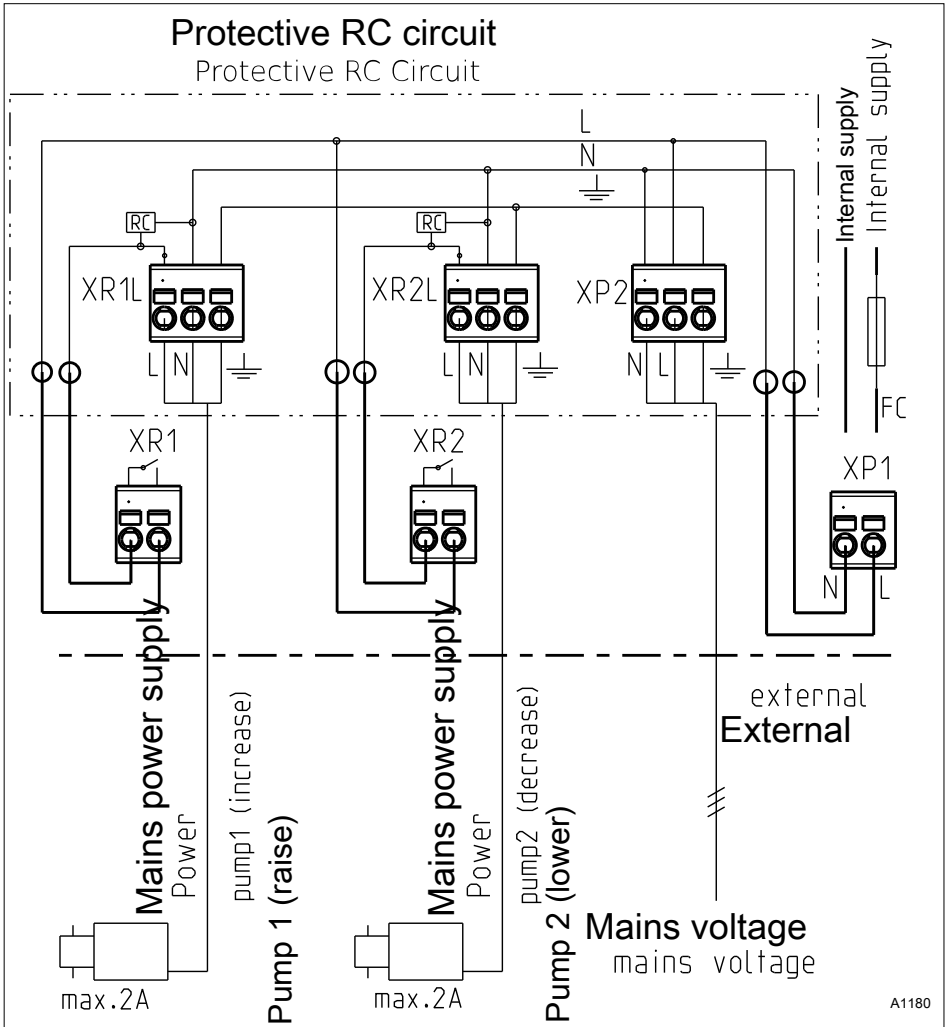 Protective RC circuit
Protective RC Circuit
L
N
Internal supply
Internal supply
RC
RC
XR1L
XR2L
XP2
L N
L N
N L
FC
XR1
XR2
XP1
N L
Mains power supply
Power
pump1 (increase)
Pump 1 (raise)
Mains power supply
Power
pump2 (decrease)
Pump 2 (lower)
external
External
Mains voltage
mains voltage
max.2A
max.2A
A1180